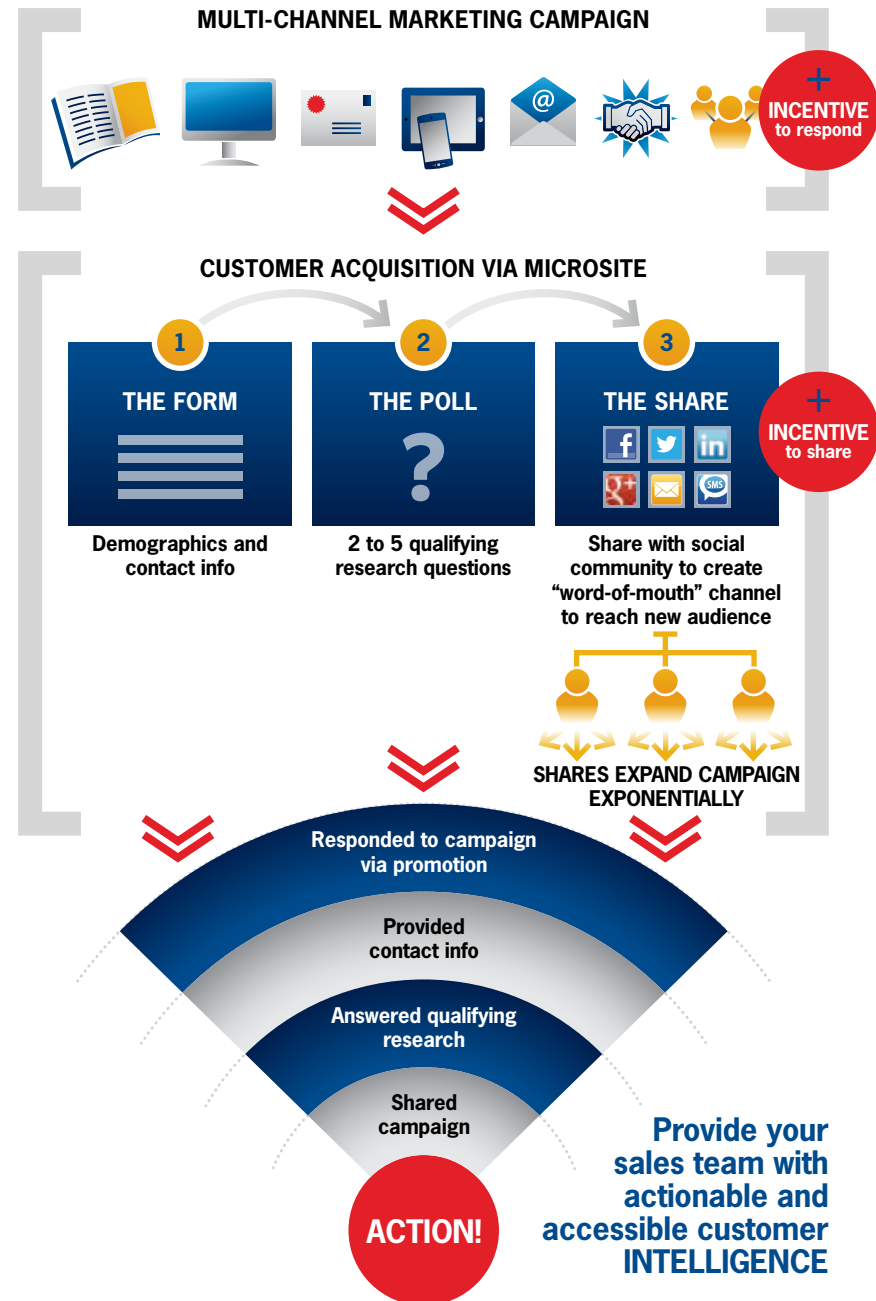 MULTI-CHANNEL MARKETING CAMPAIGN
@
+
INCENTIVE
to respond
CUSTOMER ACQUISITION VIA MICROSITE
1
2
3
THE FORM
THE POLL
?
THE SHARE
f
in
g+
SMS
+
INCENTIVE
to share
Demographics and
contact info
2 to 5 qualifying
research questions
Share with social
community to create
“word-of-mouth” channel
to reach new audience
SHARES EXPAND CAMPAIGN
EXPONENTIALLY
Responded to campaign
via promotion
Provided
contact info
Answered qualifying
research
Shared
campaign
ACTION!
Provide your
sales team with
actionable and
accessible customer
INTELLIGENCE